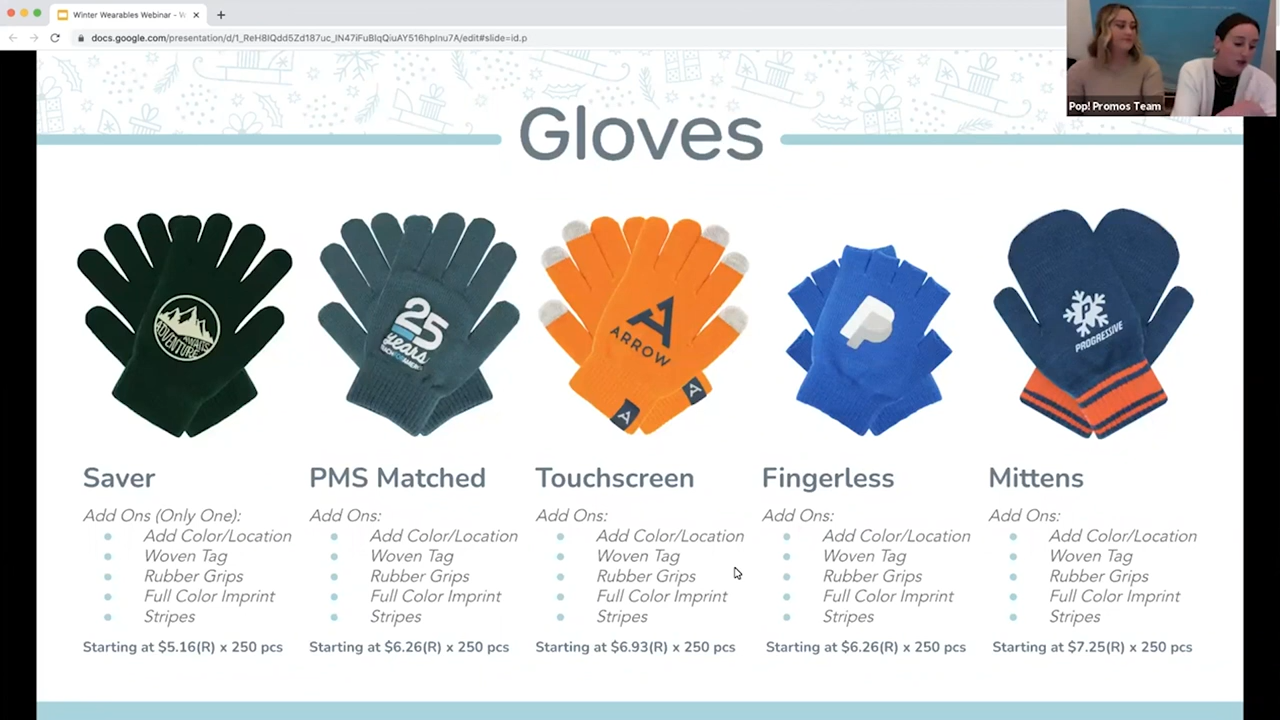 Winter Wearables Webinar - W
docs.google.com/presentation/d/1_ReH8IQdd5Zd187uc_IN47iFuBlqQiuAY516hpInu7A/edit#slide=id.p
Pop! Promos Team
Gloves
ADVENTURE
AWAITS
25
years
ARROW
A
A
P
PROGRESSIVE
Saver
Add Ons (Only One):
Add Color/Location
Woven Tag
Rubber Grips
Full Color Imprint
Stripes
Starting at $5.16(R) x 250 pcs
PMS Matched
Add Ons:
Add Color/Location
Woven Tag
Rubber Grips
Full Color Imprint
Stripes
Starting at $6.26(R) x 250 pcs
Touchscreen
Add Ons:
Add Color/Location
Woven Tag
Rubber Grips
Full Color Imprint
Stripes
Starting at $6.93(R) x 250 pcs
Fingerless
Add Ons:
Add Color/Location
Woven Tag
Rubber Grips
Full Color Imprint
Stripes
Starting at $6.26(R) x 250 pcs
Mittens
Add Ons:
Add Color/Location
Woven Tag
Rubber Grips
Full Color Imprint
Stripes
Starting at $7.25(R) x 250 pcs